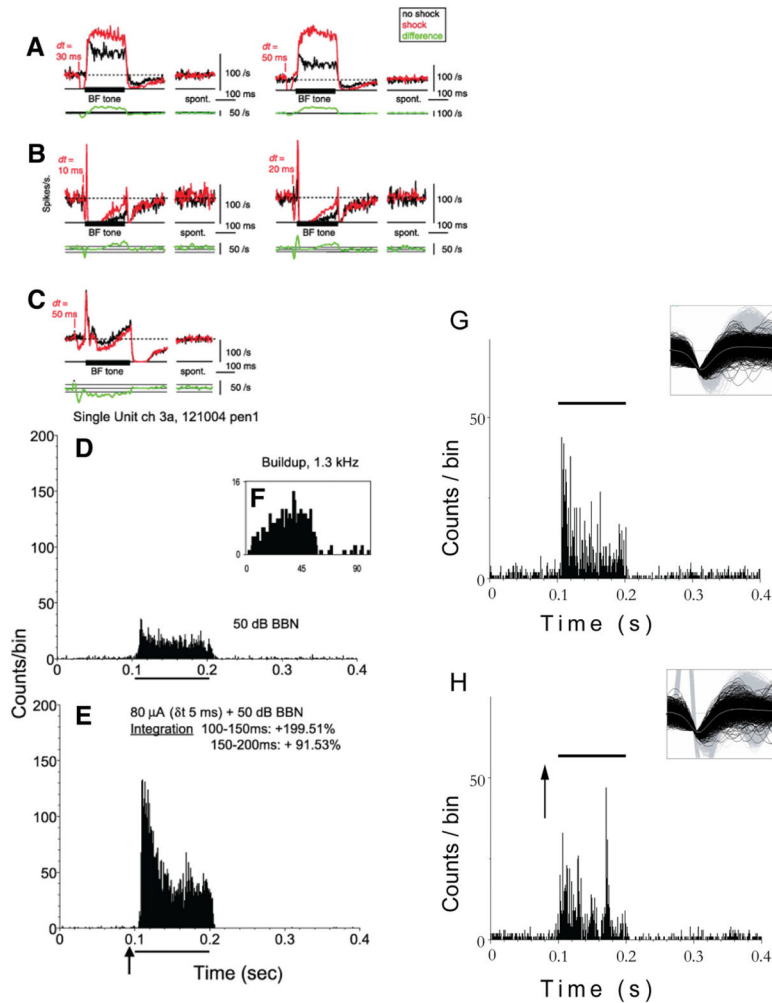 no shock
shock
difference
A
dt =
30 ms
100 /s
100 ms
BF tone
spont.
50 /s
dt =
50 ms
100 /s
100 ms
BF tone
spont.
100 /s
B
Spikes/s.
dt =
10 ms
100 /s
100 ms
BF tone
spont.
50 /s
dt =
20 ms
100 /s
100 ms
BF tone
spont.
50 /s
C
dt =
50 ms
100 /s
100 ms
BF tone
spont.
50 /s
Single Unit ch 3a, 121004 pen1
D
200
150
100
50
0
0 0.1 0.2 0.3 0.4
50 dB BBN
Buildup, 1.3 kHz
F
16
0
0 45 90
Counts/bin
E
80 μA (δt 5 ms) + 50 dB BBN
Integration 100-150ms: +199.51%
150-200ms: + 91.53%
200
150
100
50
0
0 0.1 0.2 0.3 0.4
Time (sec)
G
50
0
Counts / bin
0.0 0.1 0.2 0.3 0.4
Time (s)
H
50
0
Counts / bin
0.0 0.1 0.2 0.3 0.4
Time (s)